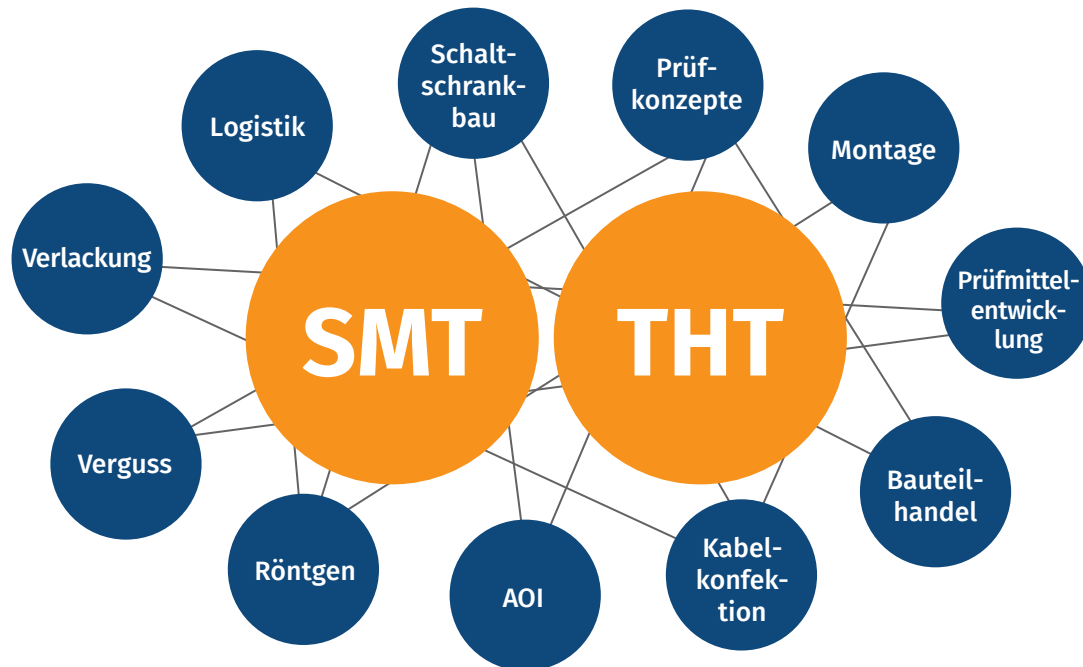 Schalt-
schrank-
bau
Prüf-
konzepte
Logistik
Montage
Verlackung
Prüfmittel-
entwick-
lung
SMT
THT
Verguss
Bauteil-
handel
Röntgen
AOI
Kabel-
konfek-
tion